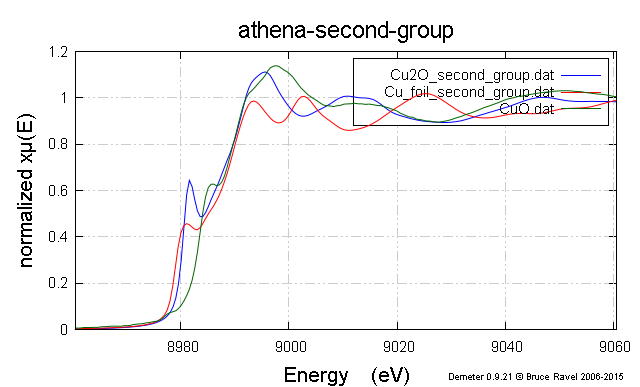 athena-second-group
1.2
1
0.8
0.6
0.4
0.2
0
normalized xμ(E)
Cu2O_second_group.dat
Cu_foil_second_group.dat
CuO.dat
8980 9000 9020 9040 9060
Energy (eV)
Demeter 0.9.21 © Bruce Ravel 2006-2015